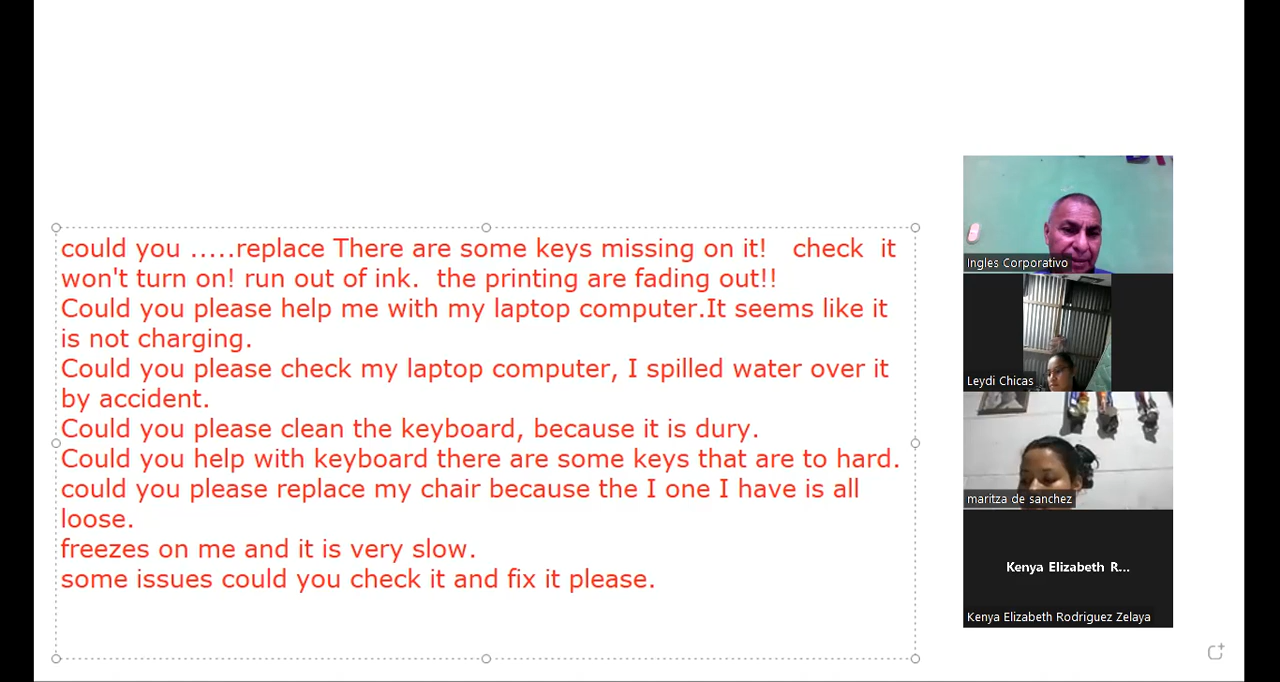 could you .....replace There are some keys missing on it!   check  it
won't turn on! run out of ink.  the printing are fading out!!
Could you please help me with my laptop computer.It seems like it
is not charging.
Could you please check my laptop computer, I spilled water over it
by accident.
Could you please clean the keyboard, because it is dury.
Could you help with keyboard there are some keys that are to hard.
could you please replace my chair because the I one I have is all
loose.
freezes on me and it is very slow.
some issues could you check it and fix it please.
Ingles Corporativo
Leydi Chicas
maritza de sanchez
Kenya Elizabeth R...
Kenya Elizabeth Rodriguez Zelaya